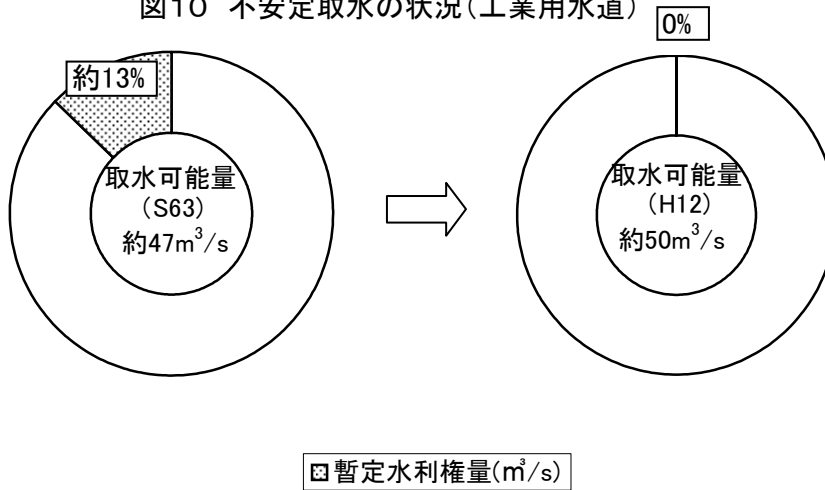 図10 不安定取水の状況(工業用水道)
0%
約13%
取水可能量
(S63)
約47m³/s
取水可能量
(H12)
約50m³/s
暫定水利権量(㎥/s)